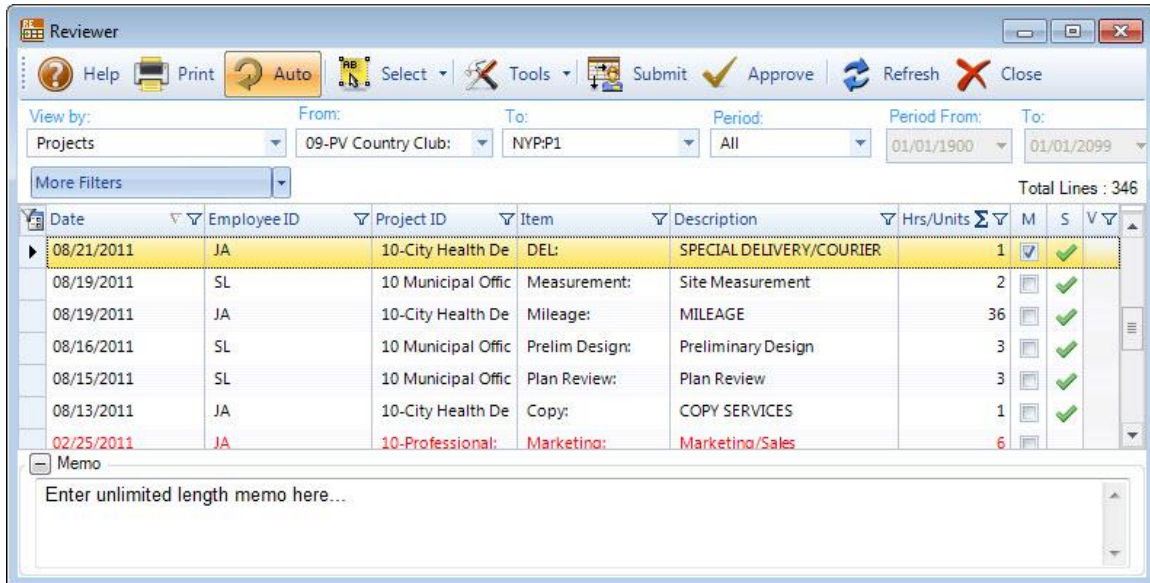 Reviewer
Help Print Auto Select Tools Submit Approve Refresh Close
View by: From: To: Period: Period From: To:
Projects 09-PV Country Club: NYP:P1 All 01/01/1900 01/01/2099
More Filters
Total Lines : 346
Date Employee ID Project ID Item Description Hrs/Units Σ M S V
08/21/2011 JA 10-City Health De DEL: SPECIAL DELIVERY/COURIER 1
08/19/2011 SL 10 Municipal Offic Measurement: Site Measurement 2
08/19/2011 JA 10-City Health De Mileage: MILEAGE 36
08/16/2011 SL 10 Municipal Offic Prelim Design: Preliminary Design 3
08/15/2011 SL 10 Municipal Offic Plan Review: Plan Review 3
08/13/2011 JA 10-City Health De Copy: COPY SERVICES 1
02/25/2011 JA 10-Professional: Marketing: Marketing/Sales 6
Memo
Enter unlimited length memo here...